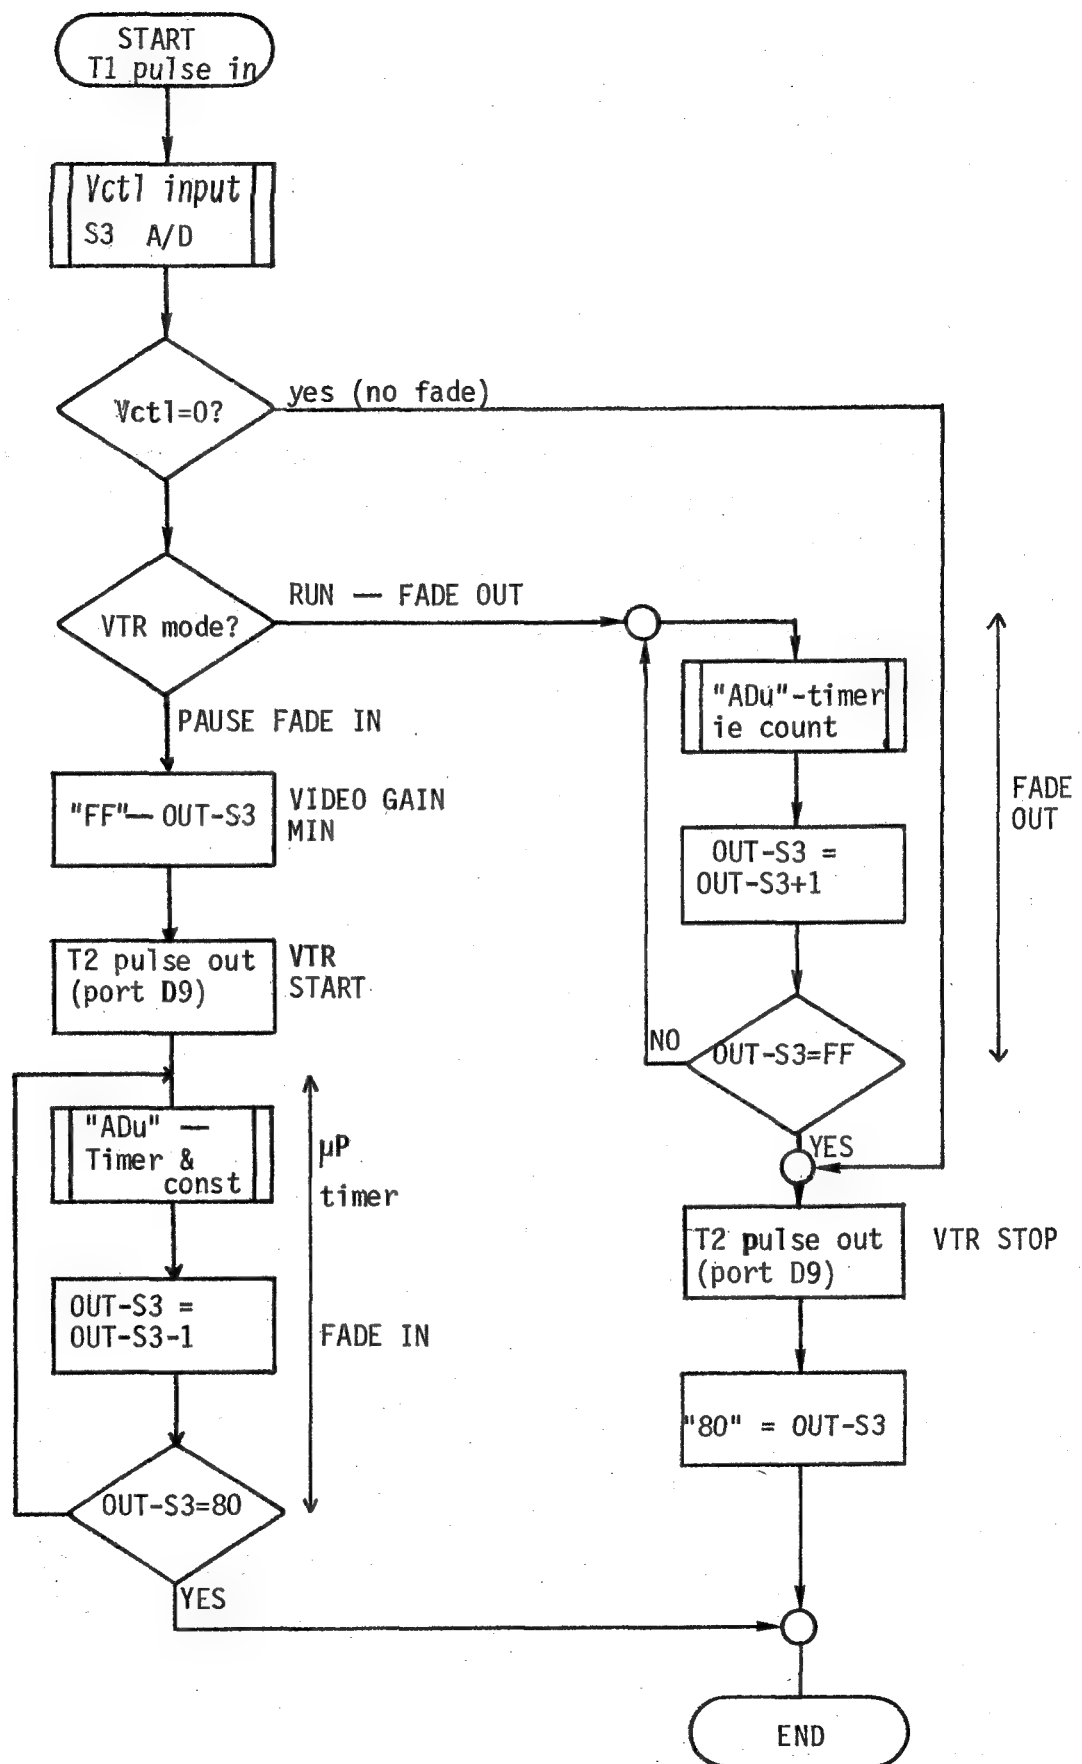 START
T1 pulse in
Vctl input
S3 A/D
Vctl=0?
yes (no fade)
VTR mode?
RUN — FADE OUT
PAUSE FADE IN
"FF"— OUT-S3
VIDEO GAIN
MIN
T2 pulse out
(port D9)
VTR
START
"ADu" —
Timer &
const
µP
timer
OUT-S3 =
OUT-S3-1
FADE IN
OUT-S3=80
YES
"ADu"-timer
ie count
OUT-S3 =
OUT-S3+1
FADE
OUT
NO
OUT-S3=FF
YES
T2 pulse out
(port D9)
VTR STOP
"80" = OUT-S3
END